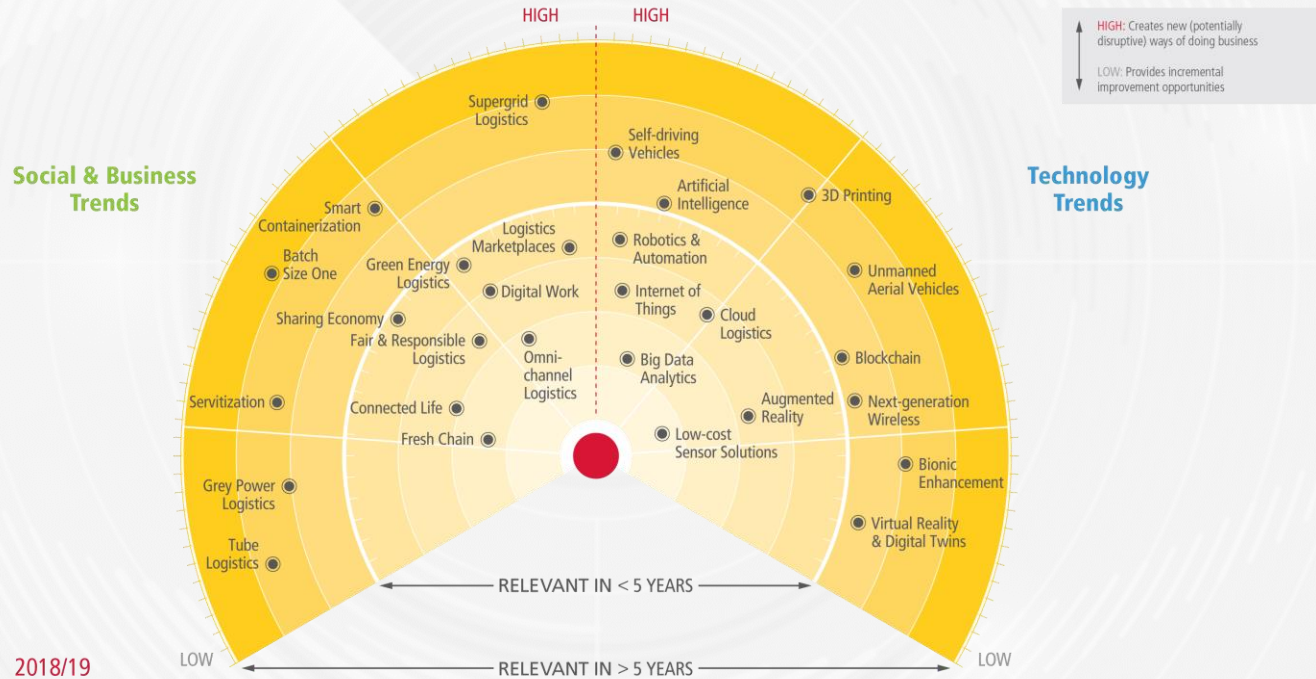 HIGH
HIGH
HIGH: Creates new (potentially
disruptive) ways of doing business
LOW: Provides incremental
improvement opportunities
Social & Business
Trends
Technology
Trends
Supergrid
Logistics
Self-driving
Vehicles
Smart
Containerization
Artificial
Intelligence
3D Printing
Logistics
Marketplaces
Robotics &
Automation
Batch
Size One
Green Energy
Logistics
Unmanned
Aerial Vehicles
Digital Work
Internet of
Things
Sharing Economy
Cloud
Logistics
Fair & Responsible
Logistics
Omni-
channel
Logistics
Big Data
Analytics
Blockchain
Servitization
Connected Life
Augmented
Reality
Next-generation
Wireless
Fresh Chain
Low-cost
Sensor Solutions
Grey Power
Logistics
Bionic
Enhancement
Tube
Logistics
Virtual Reality
& Digital Twins
RELEVANT IN < 5 YEARS
LOW
RELEVANT IN > 5 YEARS
LOW
2018/19